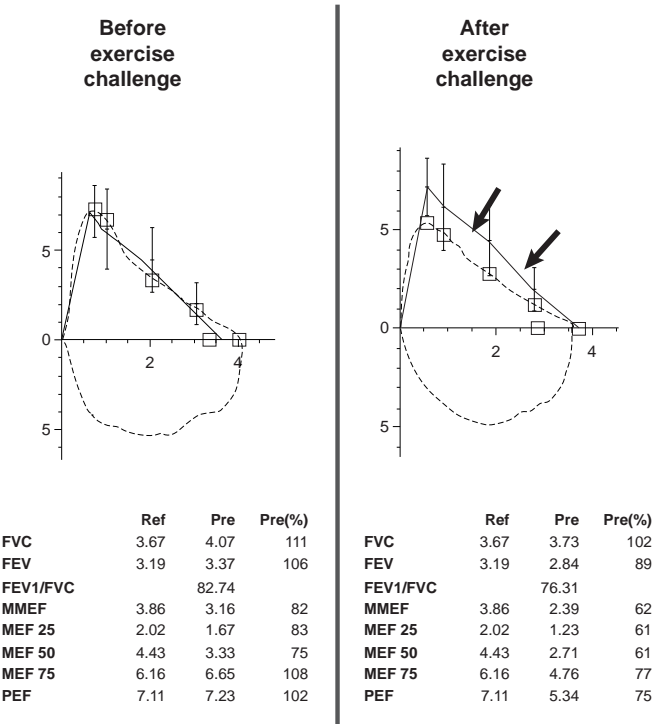 Before
exercise
challenge
After
exercise
challenge
5
0
2
4
5
5
0
2
4
5
Ref Pre Pre(%)
FVC 3.67 4.07 111
FEV 3.19 3.37 106
FEV1/FVC 82.74
MMEF 3.86 3.16 82
MEF 25 2.02 1.67 83
MEF 50 4.43 3.33 75
MEF 75 6.16 6.65 108
PEF 7.11 7.23 102
Ref Pre Pre(%)
FVC 3.67 3.73 102
FEV 3.19 2.84 89
FEV1/FVC 76.31
MMEF 3.86 2.39 62
MEF 25 2.02 1.23 61
MEF 50 4.43 2.71 61
MEF 75 6.16 4.76 77
PEF 7.11 5.34 75